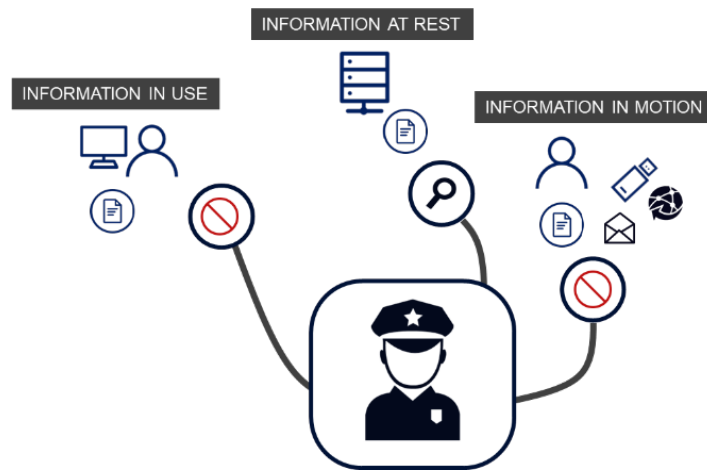 INFORMATION AT REST
INFORMATION IN USE
INFORMATION IN MOTION